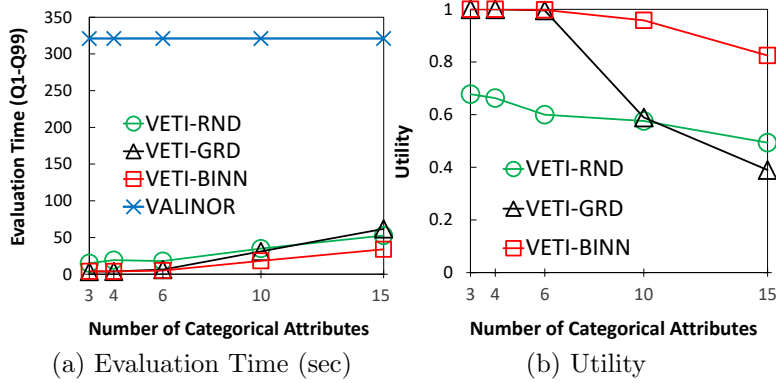 Evaluation Time (Q1-Q99)
350
300
250
200
150
100
50
0
VETI-RND
VETI-GRD
VETI-BINN
VALINOR
3 4 6 10 15
Number of Categorical Attributes
(a) Evaluation Time (sec)
Utility
1
0.8
0.6
0.4
0.2
0
VETI-RND
VETI-GRD
VETI-BINN
3 4 6 10 15
Number of Categorical Attributes
(b) Utility